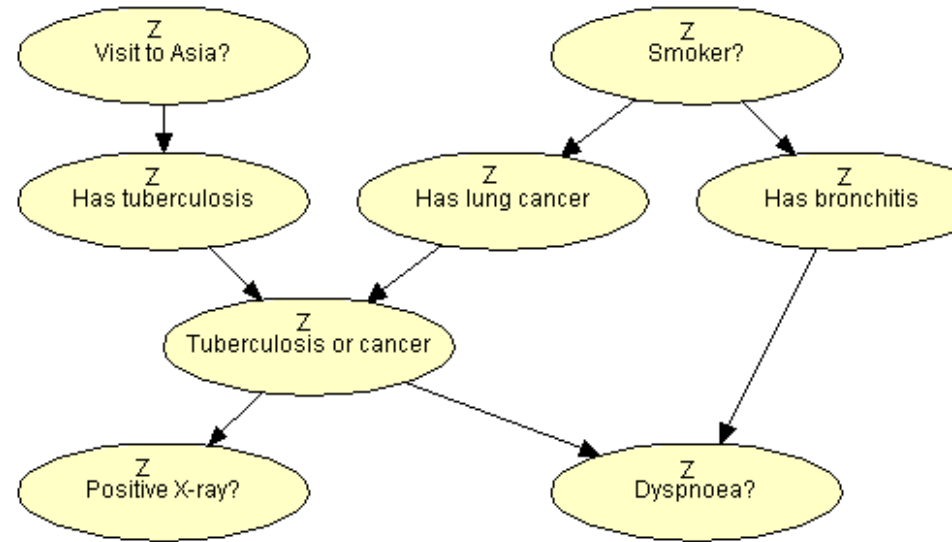 Z
Visit to Asia?
Z
Smoker?
Z
Has tuberculosis
Z
Has lung cancer
Z
Has bronchitis
Z
Tuberculosis or cancer
Z
Positive X-ray?
Z
Dyspnoea?